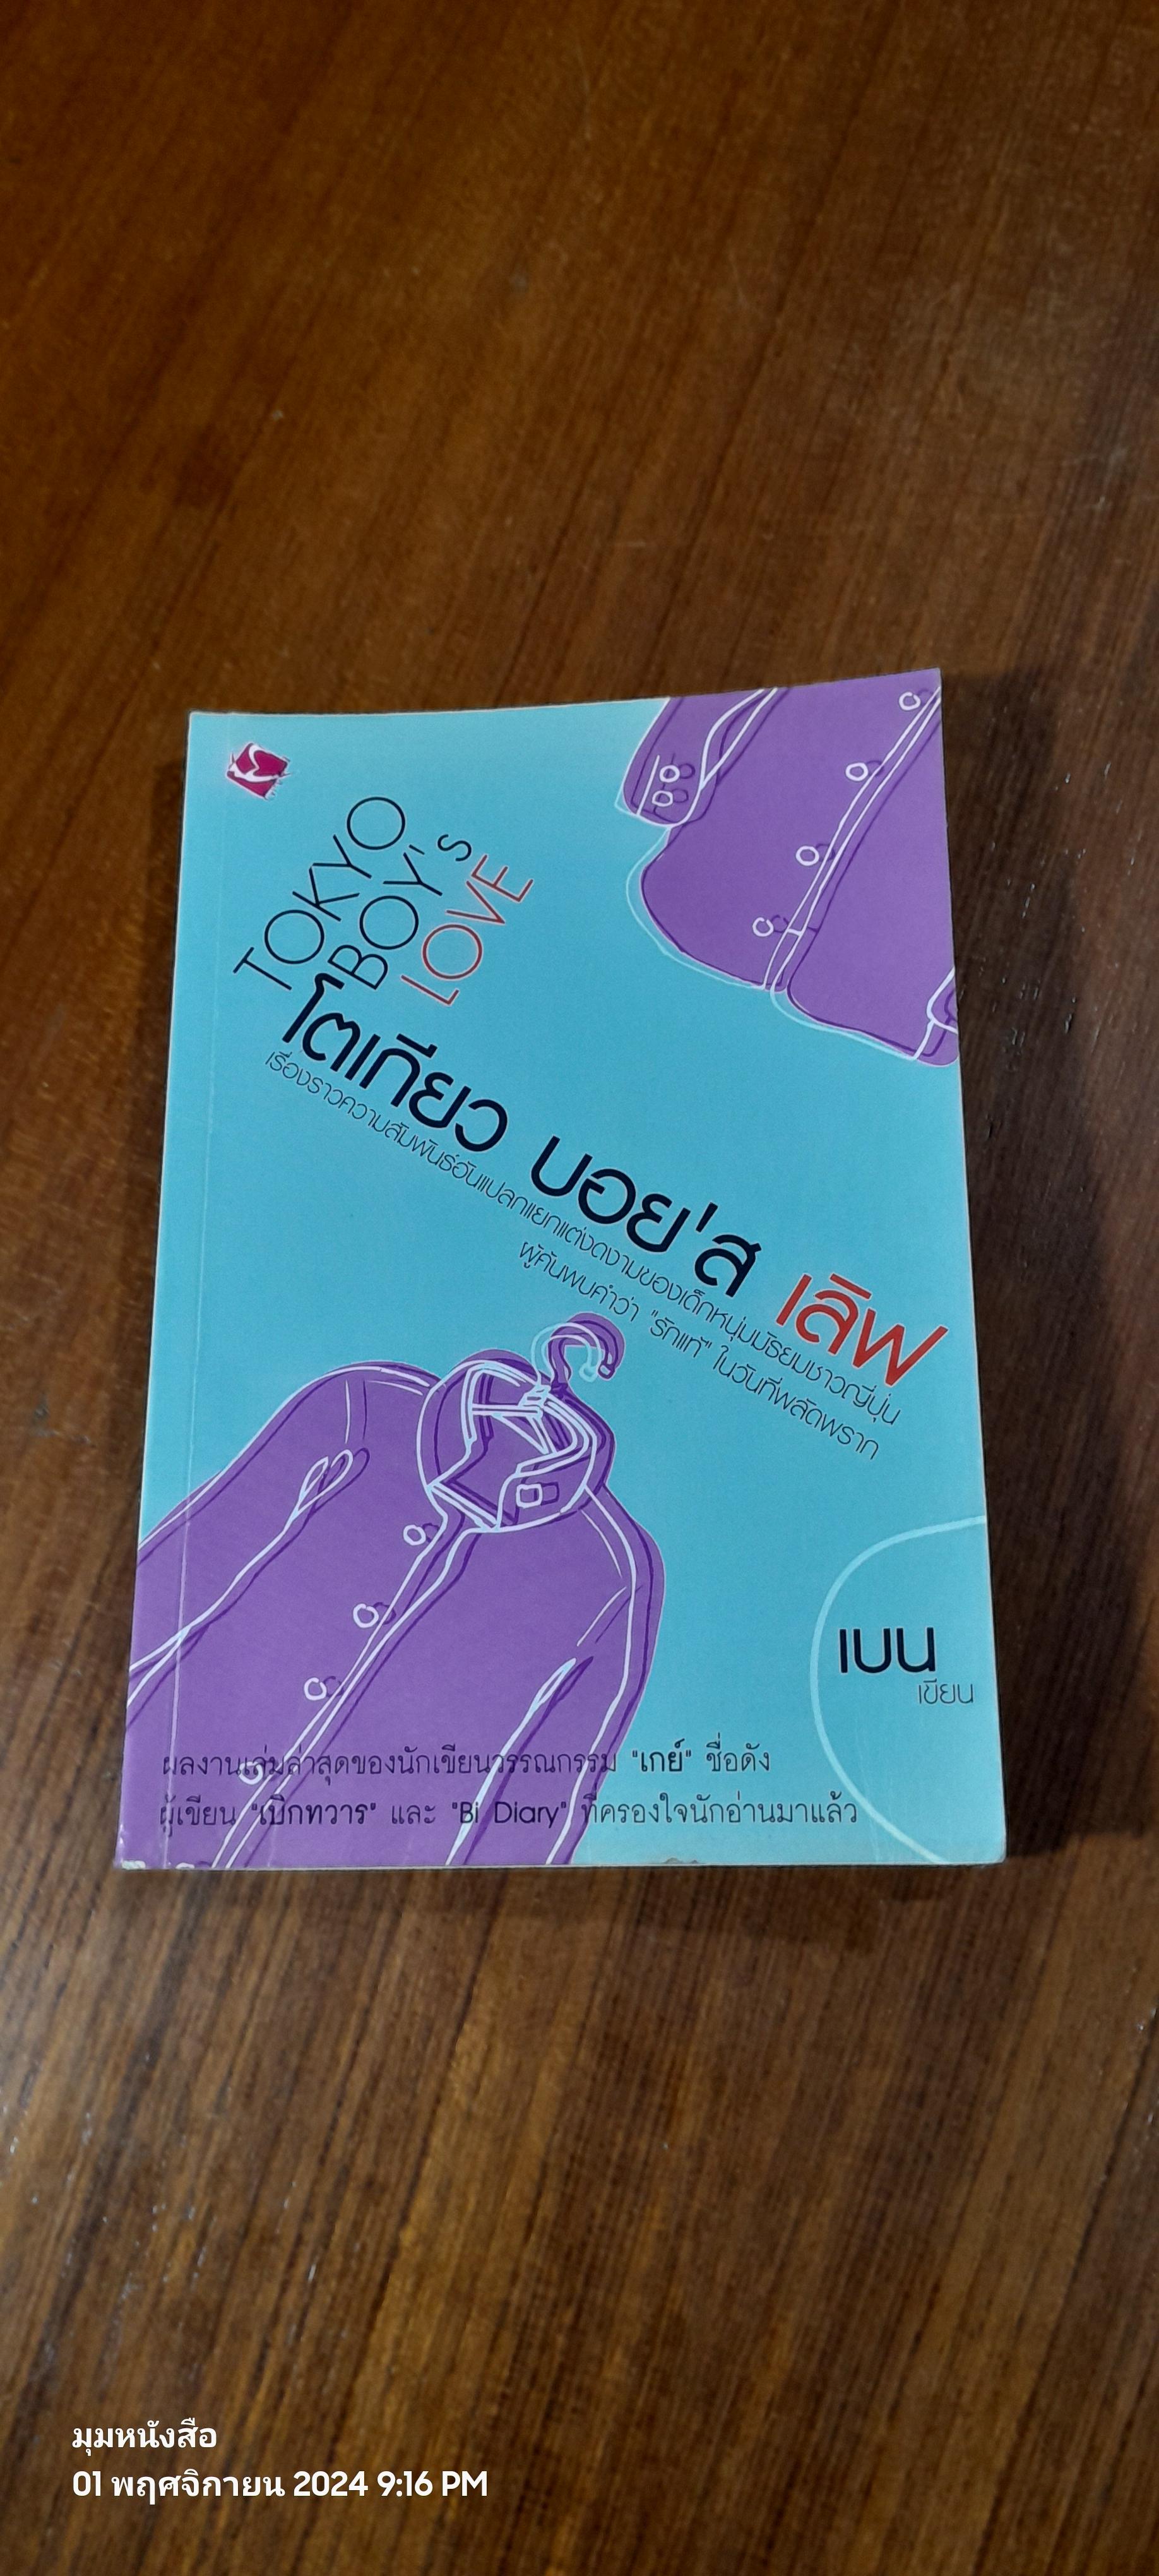 TOKYO
BOY'S
LOVE
โตเกียว บอย'ส เลิฟ
เรื่องราวความสัมพันธ์อันแปลกแยกแต่งดงามของเด็กหนุ่มมัธยมชาวญี่ปุ่น
ผู้ค้นพบคำว่า "รักแท้" ในวันที่พลัดพราก
เบน
เขียน
ผลงานเล่มล่าสุดของนักเขียนวรรณกรรม "เกย์" ชื่อดัง
ผู้เขียน "เบิกทวาร" และ "Bi Diary" ที่ครองใจนักอ่านมาแล้ว
มุมหนังสือ
01 พฤศจิกายน 2024 9:16 PM